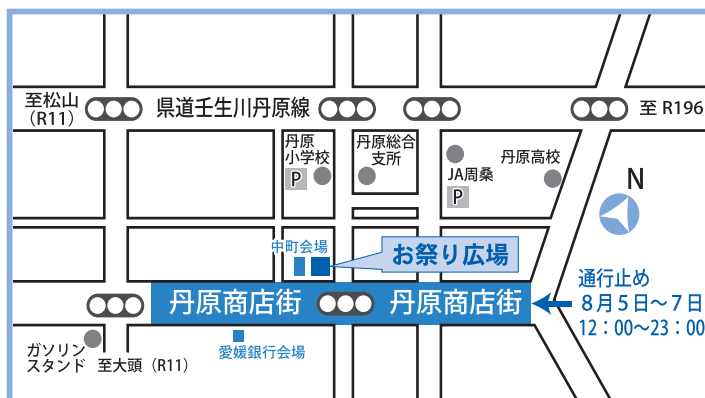 至松山
（R11）
県道壬生川丹原線
至 R196
丹原
小学校
P
丹原総合
支所
JA周桑
P
丹原高校
N
中町会場
お祭り広場
通行止め
8月5日～7日
12：00～23：00
丹原商店街
丹原商店街
ガソリン
スタンド
至大頭（R11）
愛媛銀行会場